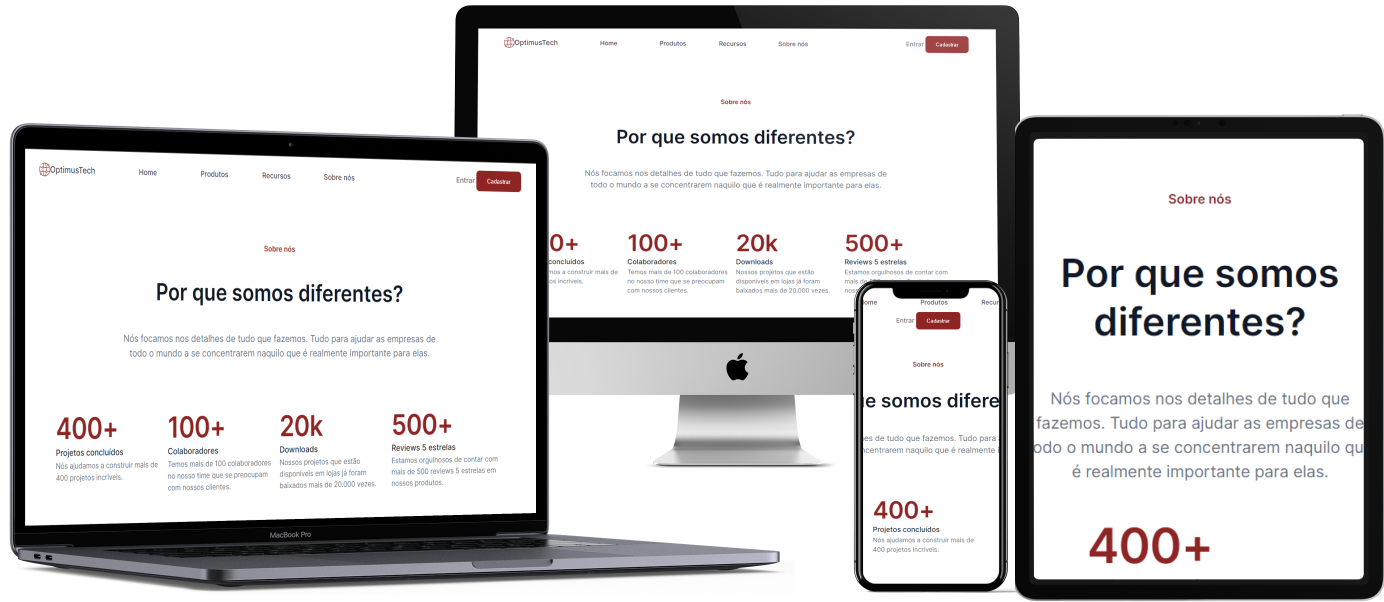 OptimusTech
Home
Produtos
Recursos
Sobre nós
Entrar
Cadastrar
Sobre nós
Por que somos diferentes?
Nós focamos nos detalhes de tudo que fazemos. Tudo para ajudar as empresas de
todo o mundo a se concentrarem naquilo que é realmente importante para elas.
400+
Projetos concluídos
Nós ajudamos a construir mais de
400 projetos incríveis.
100+
Colaboradores
Temos mais de 100 colaboradores
no nosso time que se preocupam
com nossos clientes.
20k
Downloads
Nossos projetos que estão
disponíveis em lojas já foram
baixados mais de 20.000 vezes.
500+
Reviews 5 estrelas
Estamos orgulhosos de contar com
mais de 500 reviews 5 estrelas em
nossos produtos.
MacBook Pro
OptimusTech
Home
Produtos
Recursos
Sobre nós
Entrar
Cadastrar
Sobre nós
Por que somos diferentes?
Nós focamos nos detalhes de tudo que fazemos. Tudo para ajudar as empresas de
todo o mundo a se concentrarem naquilo que é realmente importante para elas.
0+
concluídos
mos a construir mais de
os incríveis.
100+
Colaboradores
Temos mais de 100 colaboradores
no nosso time que se preocupam
com nossos clientes.
20k
Downloads
Nossos projetos que estão
disponíveis em lojas já foram
baixados mais de 20.000 vezes.
500+
Reviews 5 estrelas
Estamos orgulhosos de contar com
mais de
nossos
ome
Produtos
Recur
Entrar
Cadastrar
Sobre nós
e somos difere
es de tudo que fazemos. Tudo para
ncentrarem naquilo que é realmente
400+
Projetos concluídos
Nós ajudamos a construir mais de
400 projetos incríveis.
Sobre nós
Por que somos
diferentes?
Nós focamos nos detalhes de tudo que
fazemos. Tudo para ajudar as empresas de
odo o mundo a se concentrarem naquilo qu
é realmente importante para elas.
400+